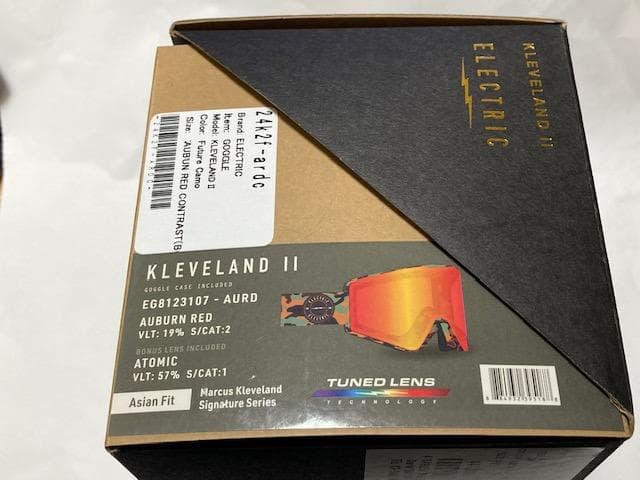 KLEVELAND II
ELECTRIC
24k2f-ardc
Brand: ELECTRIC
Item: GOGGLE
Model: KLEVELAND II
Color: Future Camo
Size: 'AUBUN RED CONTRAST(B
KLEVELAND II
GOGGLE CASE INCLUDED
EG8123107 - AURD
AUBURN RED
VLT: 19% S/CAT:2
BONUS LENS INCLUDED
ATOMIC
VLT: 57% S/CAT:1
Asian Fit
Marcus Kleveland
Signature Series
TUNED LENS
TECHNOLOGY